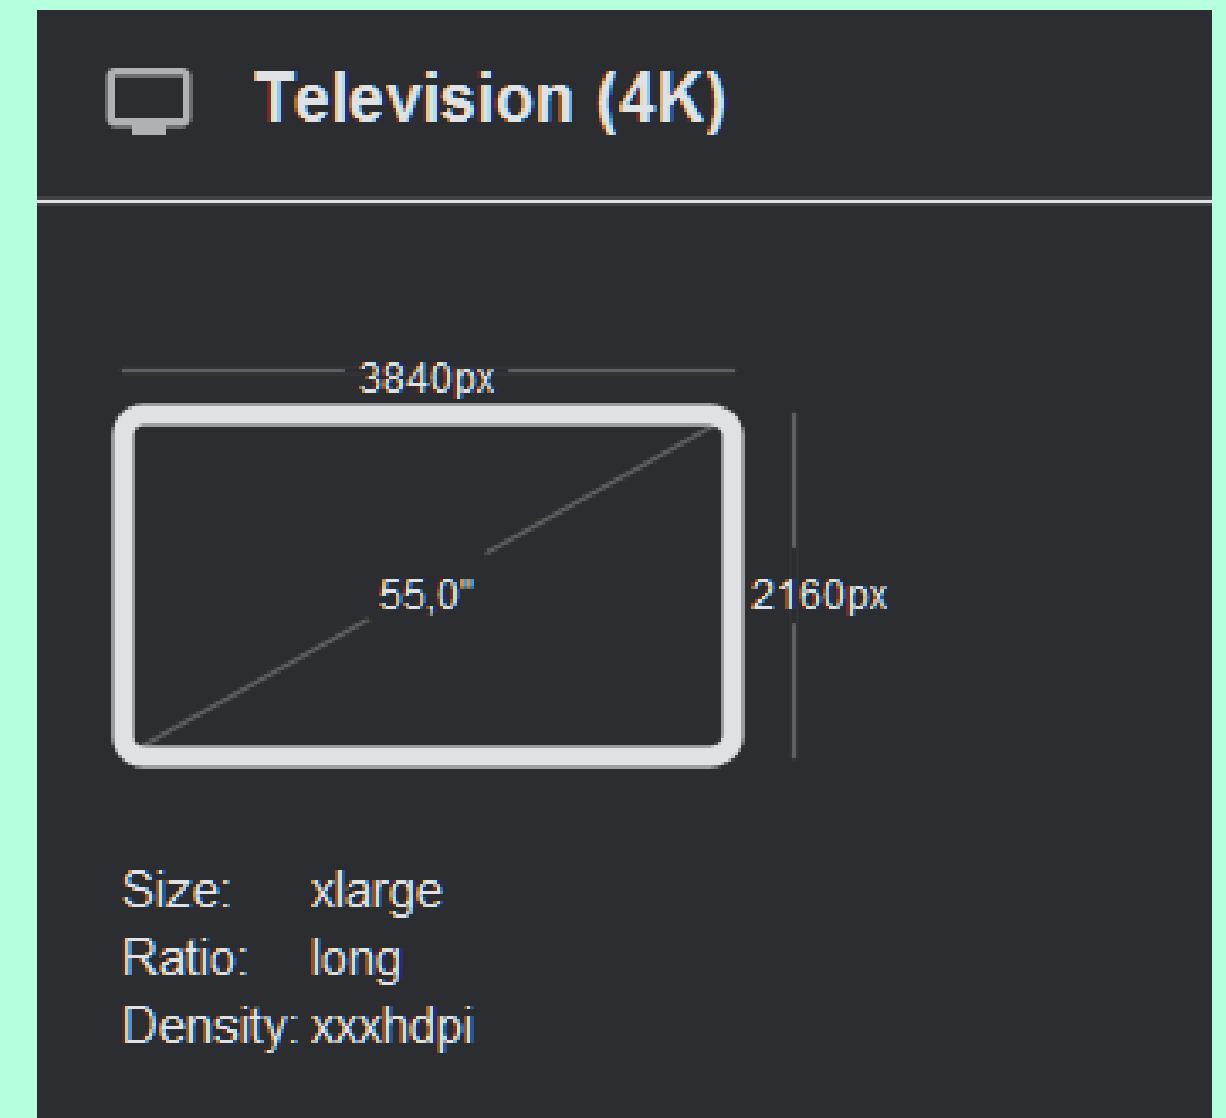 Television (4K)
3840px
55,0"
2160px
Size: xlarge
Ratio: long
Density: xxxhdpi